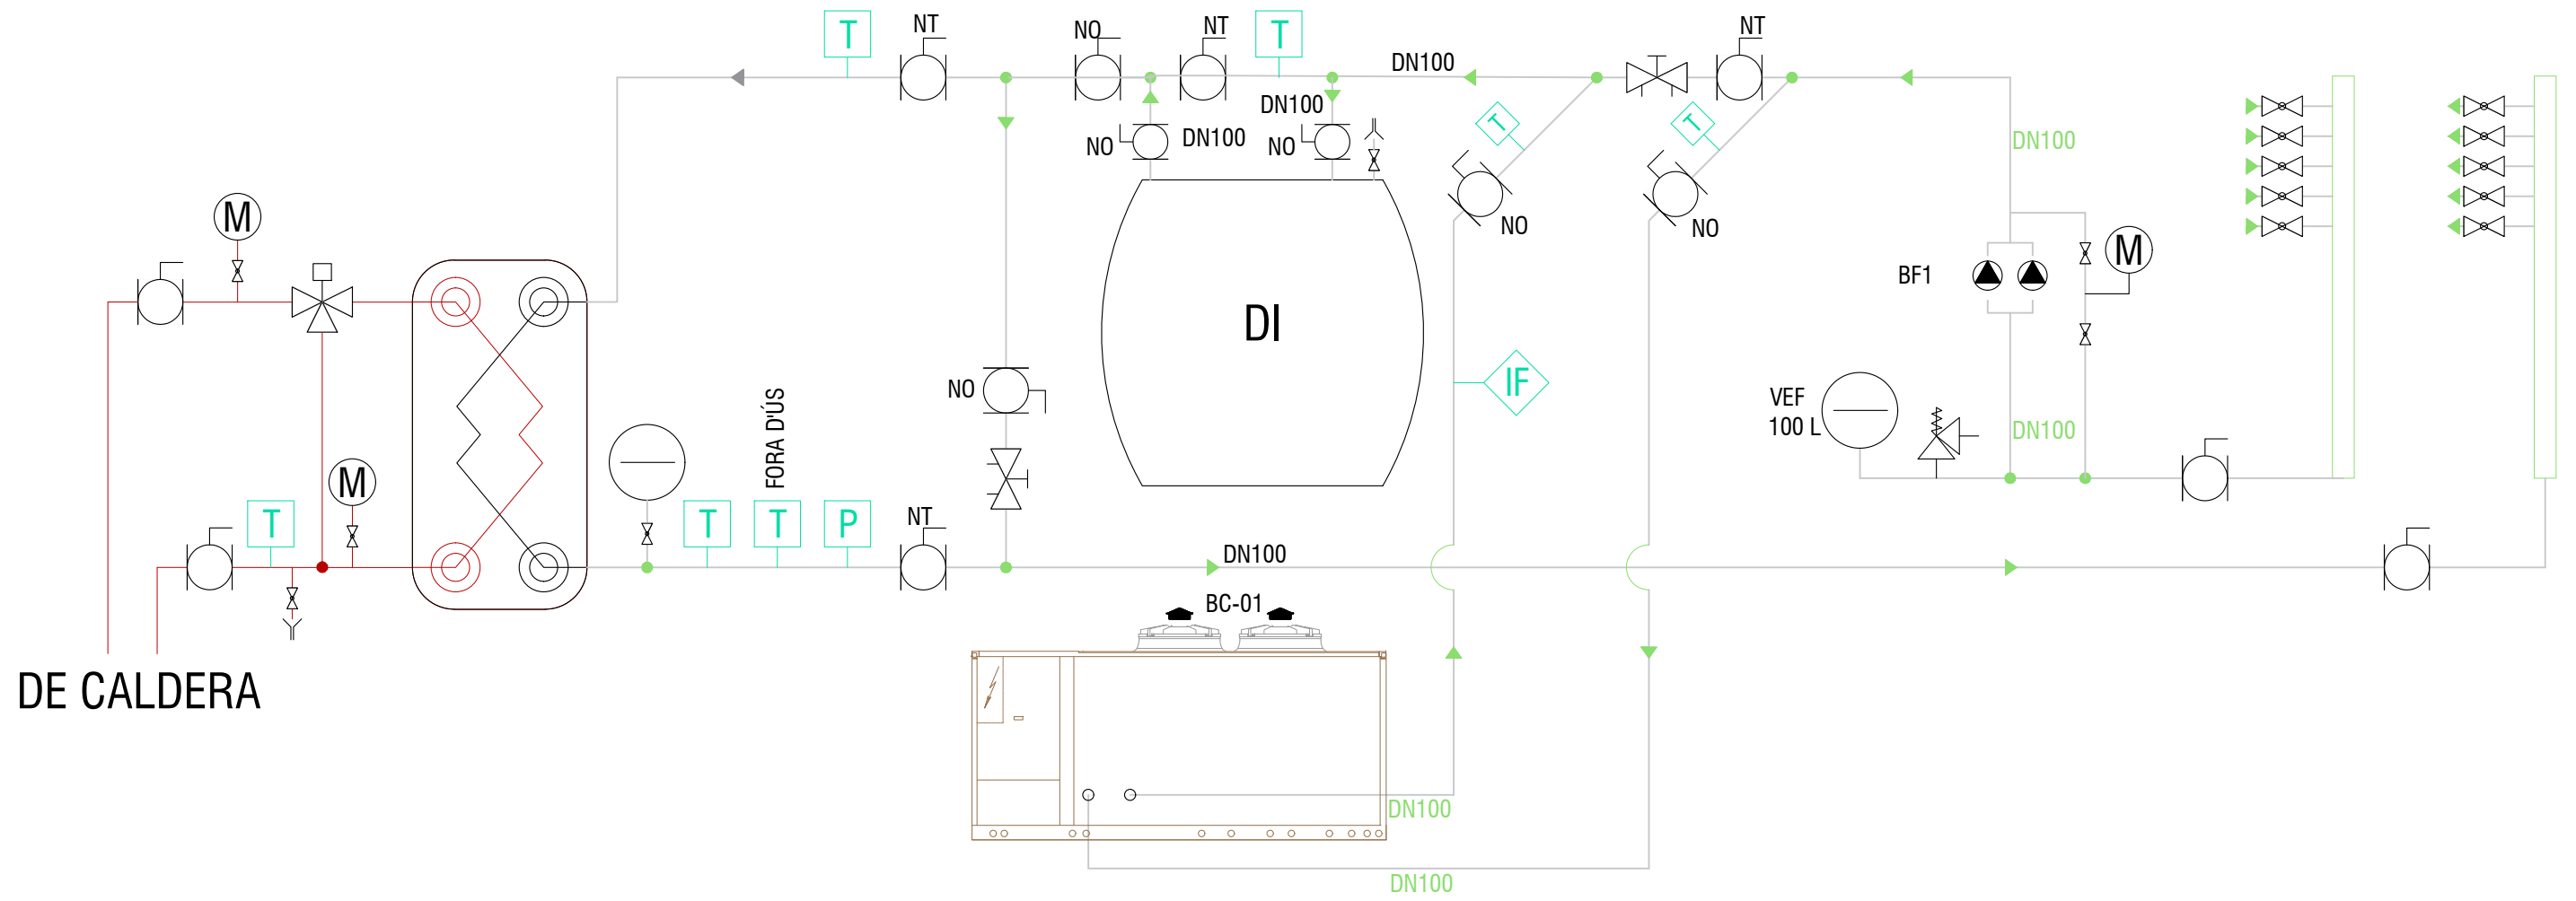 T
NT
NO
NT
T
DN100
NT
DN100
DN100
NO
NO
T
T
DN100
NO
NO
M
M
BF1
DI
IF
NO
VEF
100 L
DN100
FORA D'ÚS
M
T
T
T
P
NT
DN100
BC-01
DE CALDERA
DN100
DN100